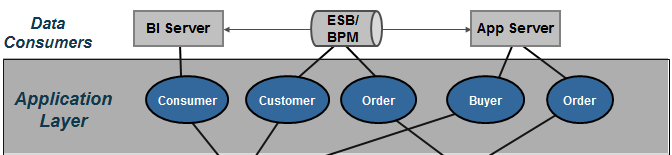 Data
Consumers
BI Server
ESB/
BPM
App Server
Application
Layer
Consumer
Customer
Order
Buyer
Order